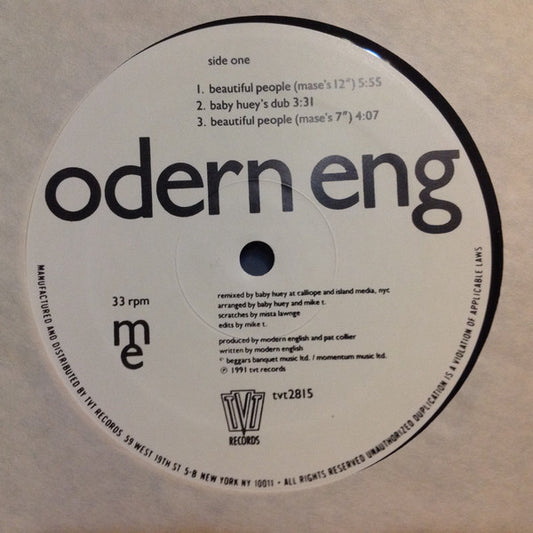 side one
1. beautiful people (mase's 12") 5:55
2. baby huey's dub 3:31
3. beautiful people (mase's 7") 4:07
odern eng
33 rpm
me
remixed by baby huey at calliope and island media, nyc
arranged by baby huey and mike t.
scratches by mista lawnge
edits by mike t.
produced by modern english and pat collier
written by modern english
© beggars banquet music ltd. / momentum music ltd.
℗ 1991 tvt records
TVT
RECORDS
tvt2815
MANUFACTURED AND DISTRIBUTED BY TVT RECORDS 59 WEST 19TH ST 5-B NEW YORK NY 10011 - ALL RIGHTS RESERVED UNAUTHORIZED DUPLICATION IS A VIOLATION OF APPLICABLE LAWS